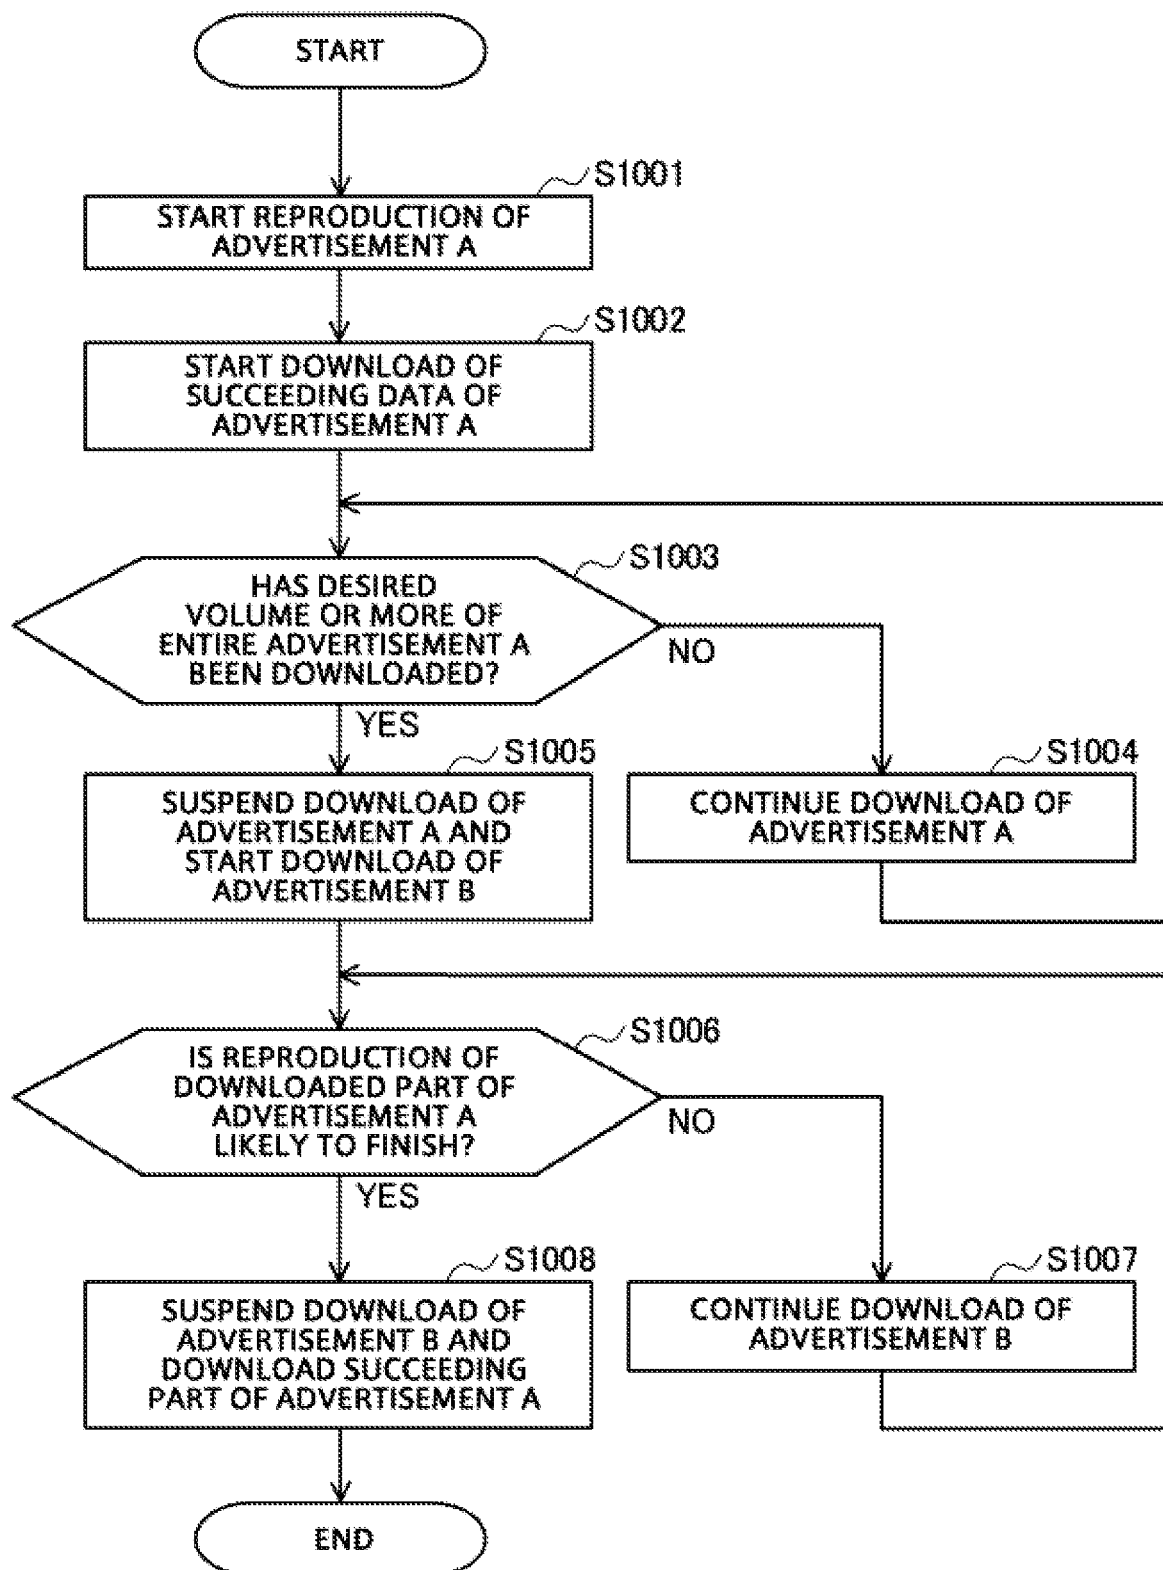 START
S1001
START REPRODUCTION OF
ADVERTISEMENT A
S1002
START DOWNLOAD OF
SUCCEEDING DATA OF
ADVERTISEMENT A
S1003
HAS DESIRED
VOLUME OR MORE OF
ENTIRE ADVERTISEMENT A
BEEN DOWNLOADED?
NO
YES
S1005
SUSPEND DOWNLOAD OF
ADVERTISEMENT A AND
START DOWNLOAD OF
ADVERTISEMENT B
S1004
CONTINUE DOWNLOAD OF
ADVERTISEMENT A
S1006
IS REPRODUCTION OF
DOWNLOADED PART OF
ADVERTISEMENT A
LIKELY TO FINISH?
NO
YES
S1008
SUSPEND DOWNLOAD OF
ADVERTISEMENT B AND
DOWNLOAD SUCCEEDING
PART OF ADVERTISEMENT A
S1007
CONTINUE DOWNLOAD OF
ADVERTISEMENT B
END